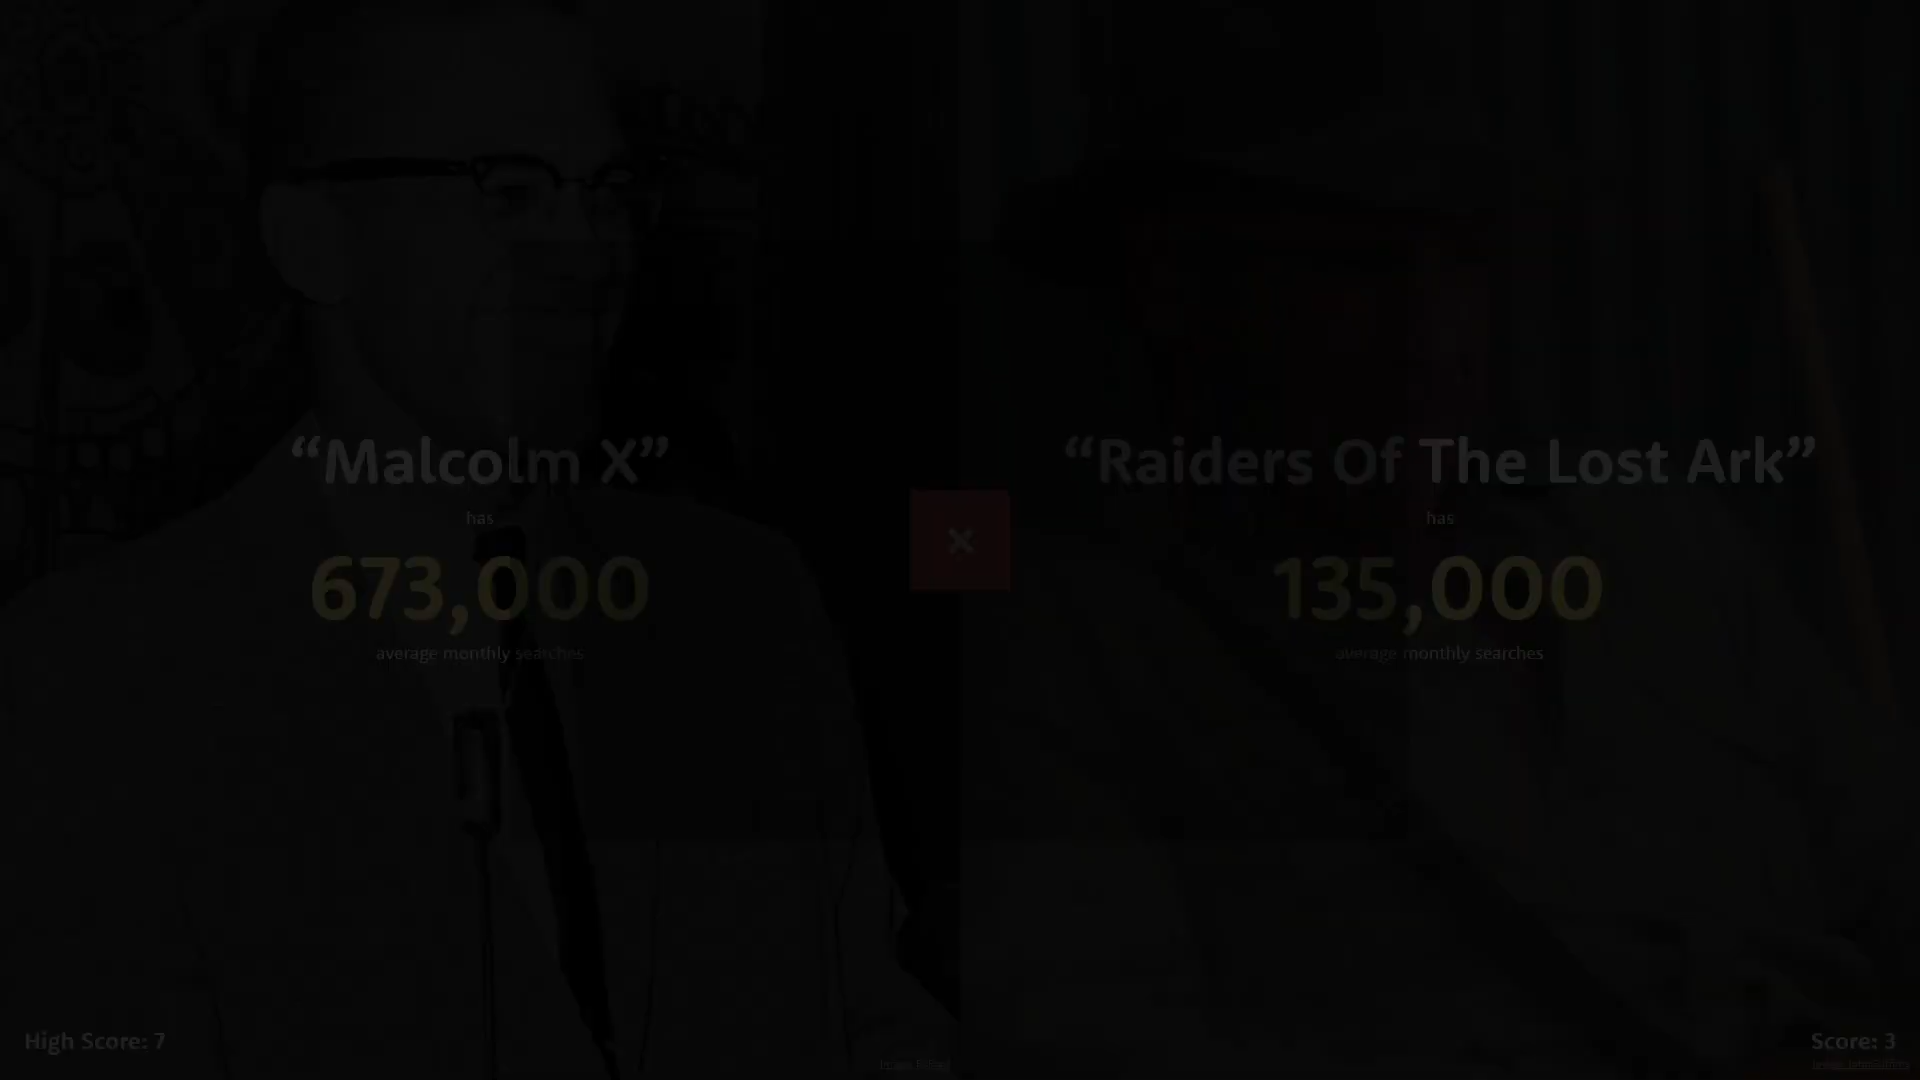 “Malcolm X”
has
673,000
average monthly searches
“Raiders Of The Lost Ark”
has
135,000
average monthly searches
High Score: 7
Score: 3